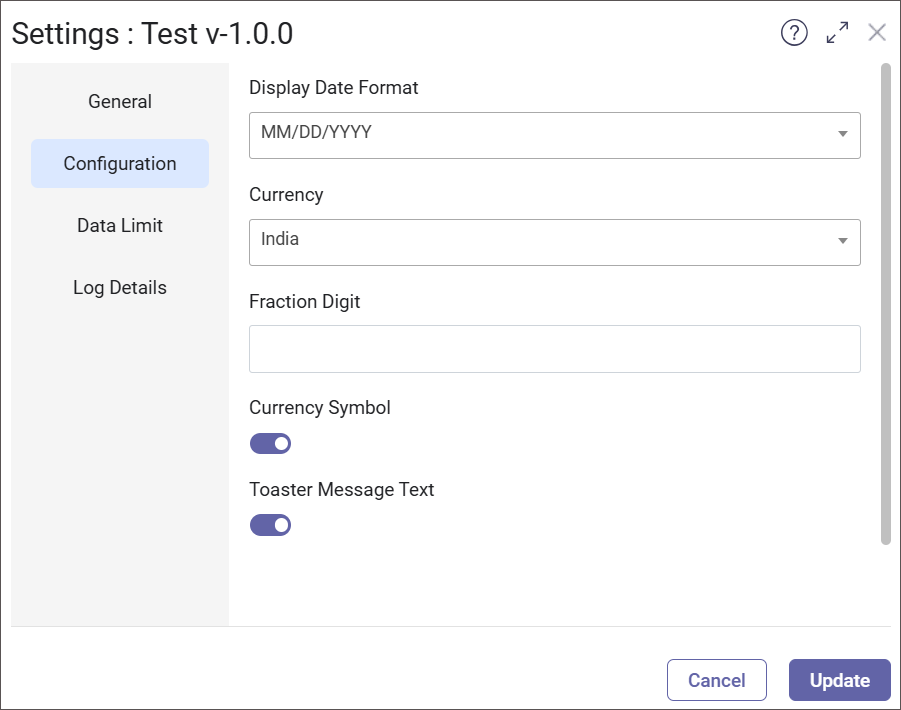 Settings : Test v-1.0.0
?
General
Configuration
Data Limit
Log Details
Display Date Format
MM/DD/YYYY
Currency
India
Fraction Digit
Currency Symbol
Toaster Message Text
Cancel
Update